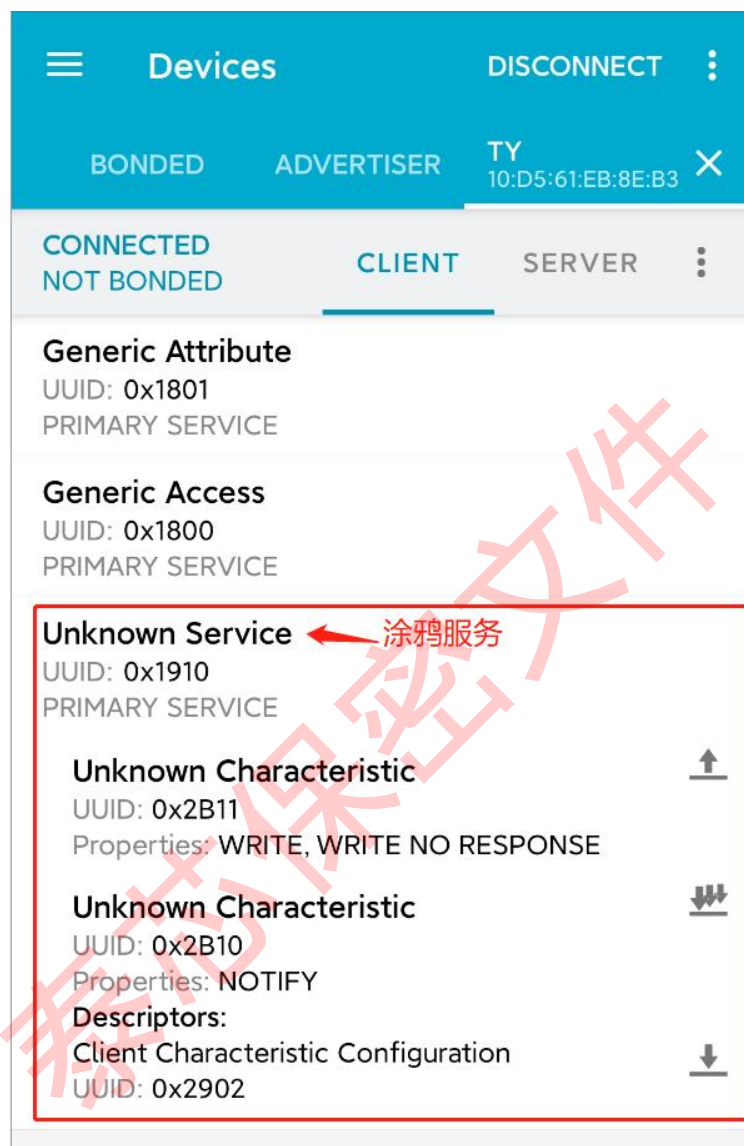 Devices
DISCONNECT
BONDED
ADVERTISER
TY
10:D5:61:EB:8E:B3
CONNECTED
NOT BONDED
CLIENT
SERVER
Generic Attribute
UUID: 0x1801
PRIMARY SERVICE
Generic Access
UUID: 0x1800
PRIMARY SERVICE
Unknown Service
涂鸦服务
UUID: 0x1910
PRIMARY SERVICE
Unknown Characteristic
UUID: 0x2B11
Properties: WRITE, WRITE NO RESPONSE
Unknown Characteristic
UUID: 0x2B10
Properties: NOTIFY
Descriptors:
Client Characteristic Configuration
UUID: 0x2902
泰芯保密文件